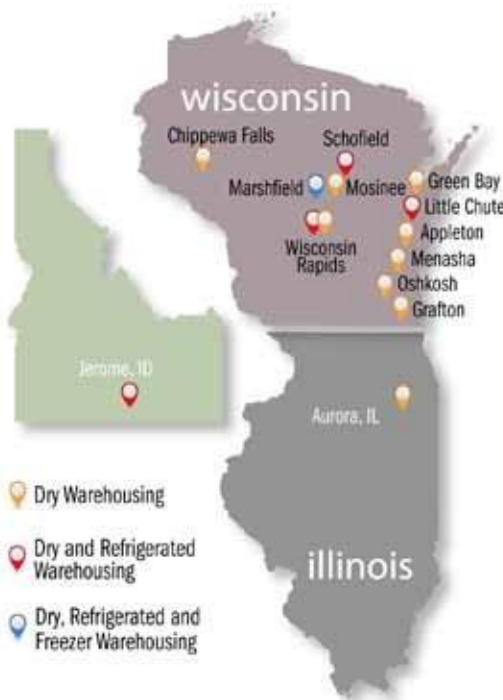 wisconsin
Chippewa Falls
Schofield
Marshfield
Mosinee
Green Bay
Little Chute
Appleton
Wisconsin
Rapids
Menasha
Oshkosh
Grafton
Jerome, ID
Aurora, IL
Dry Warehousing
Dry and Refrigerated
Warehousing
Dry, Refrigerated and
Freezer Warehousing
illinois